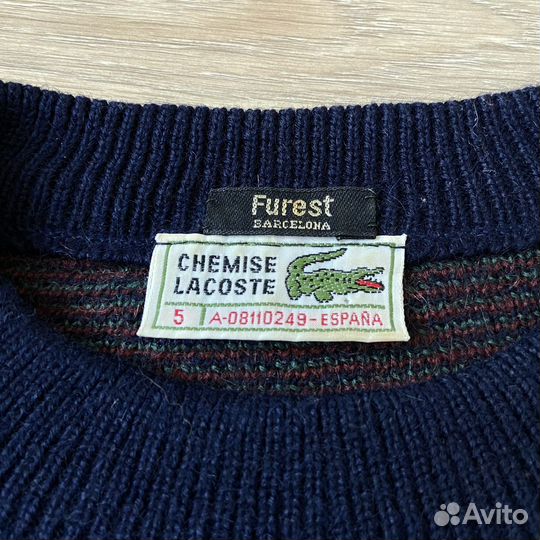 Furest
BARCELONA
CHEMISE
LACOSTE
5 A-08110249-ESPAÑA
Avito